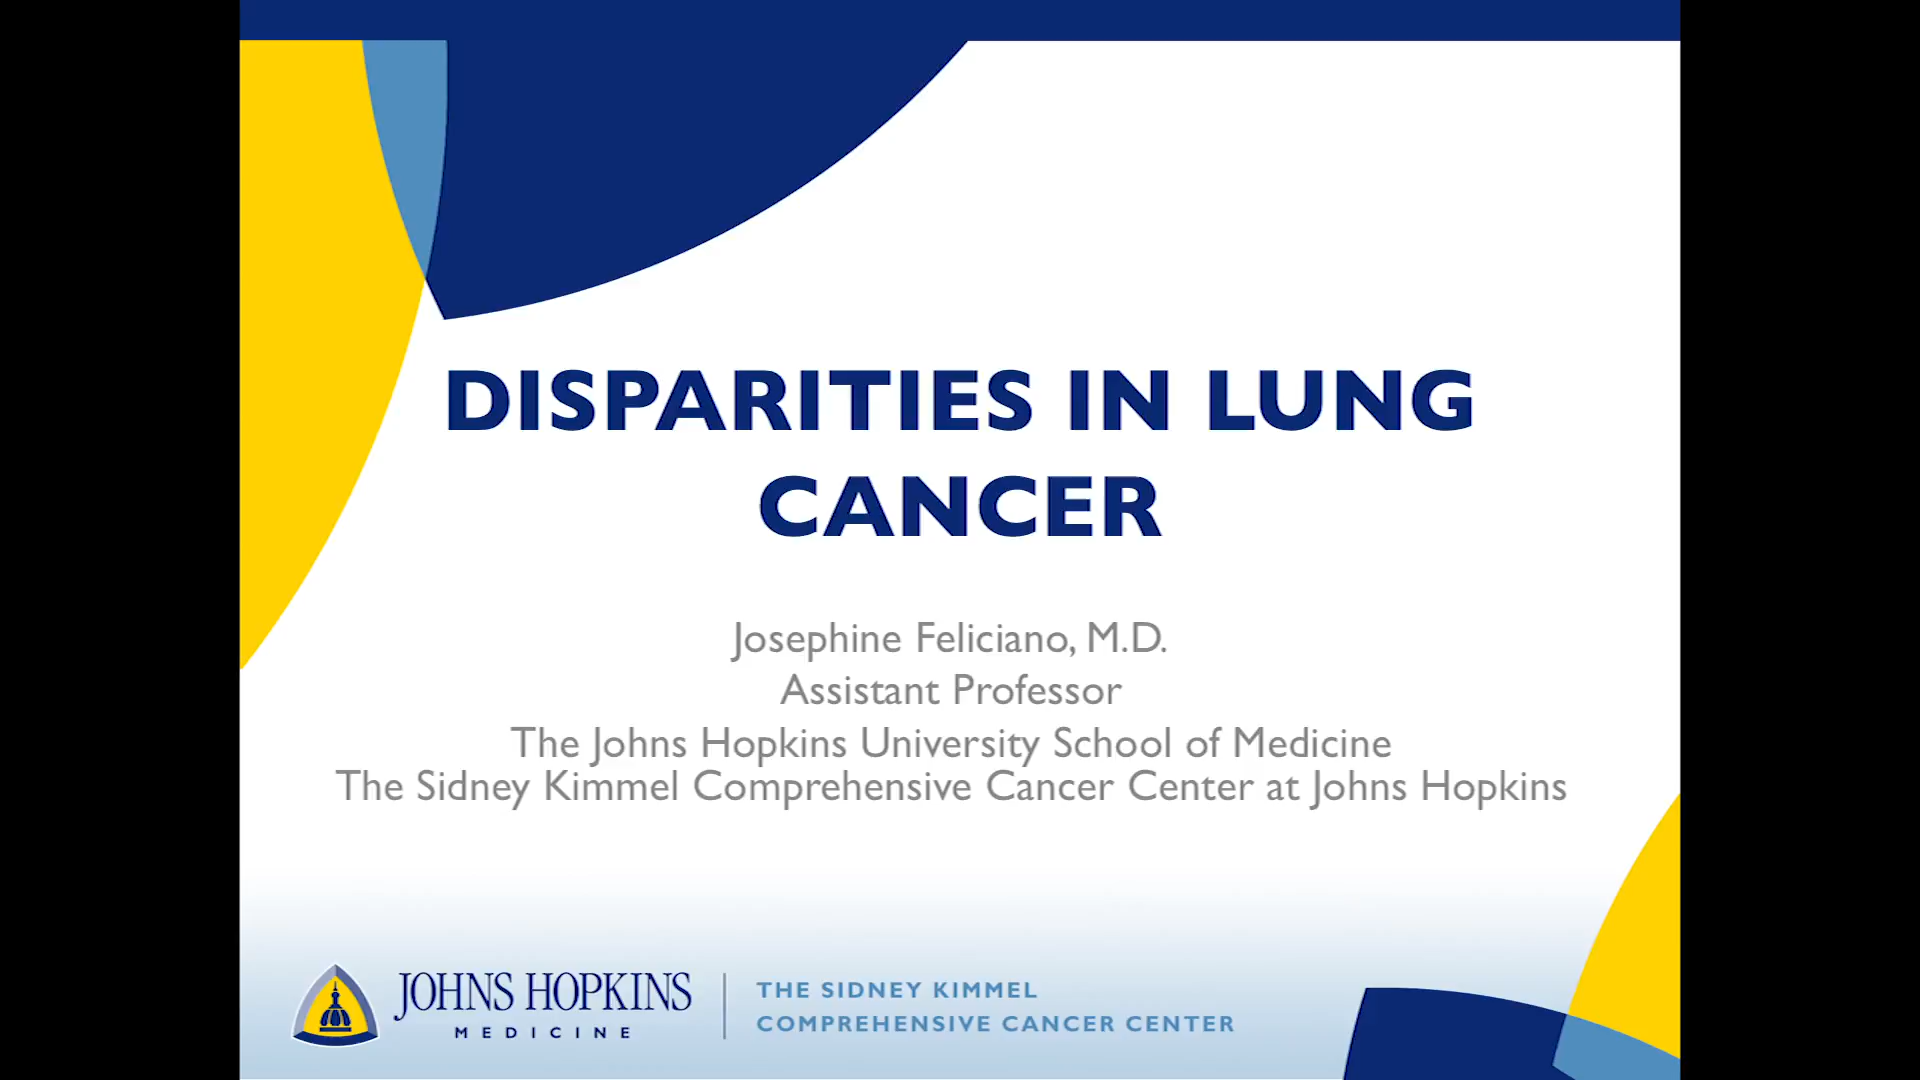 DISPARITIES IN LUNG
CANCER
Josephine Feliciano, M.D.
Assistant Professor
The Johns Hopkins University School of Medicine
The Sidney Kimmel Comprehensive Cancer Center at Johns Hopkins
JOHNS HOPKINS
MEDICINE
THE SIDNEY KIMMEL
COMPREHENSIVE CANCER CENTER